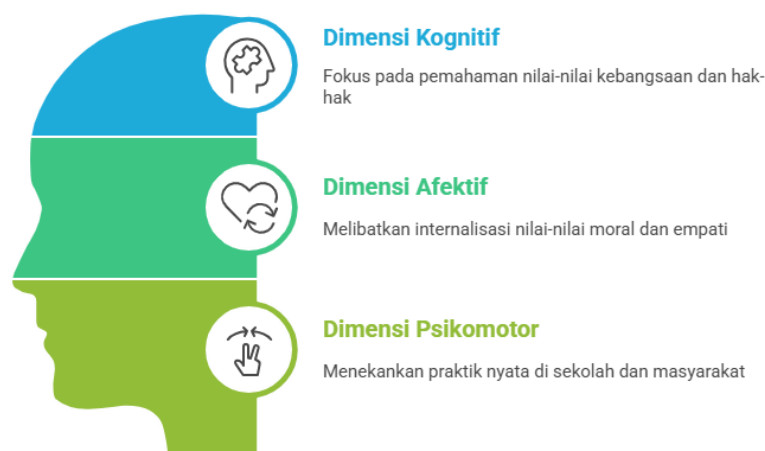 Dimensi Kognitif
Fokus pada pemahaman nilai-nilai kebangsaan dan hak-
hak
Dimensi Afektif
Melibatkan internalisasi nilai-nilai moral dan empati
Dimensi Psikomotor
Menekankan praktik nyata di sekolah dan masyarakat